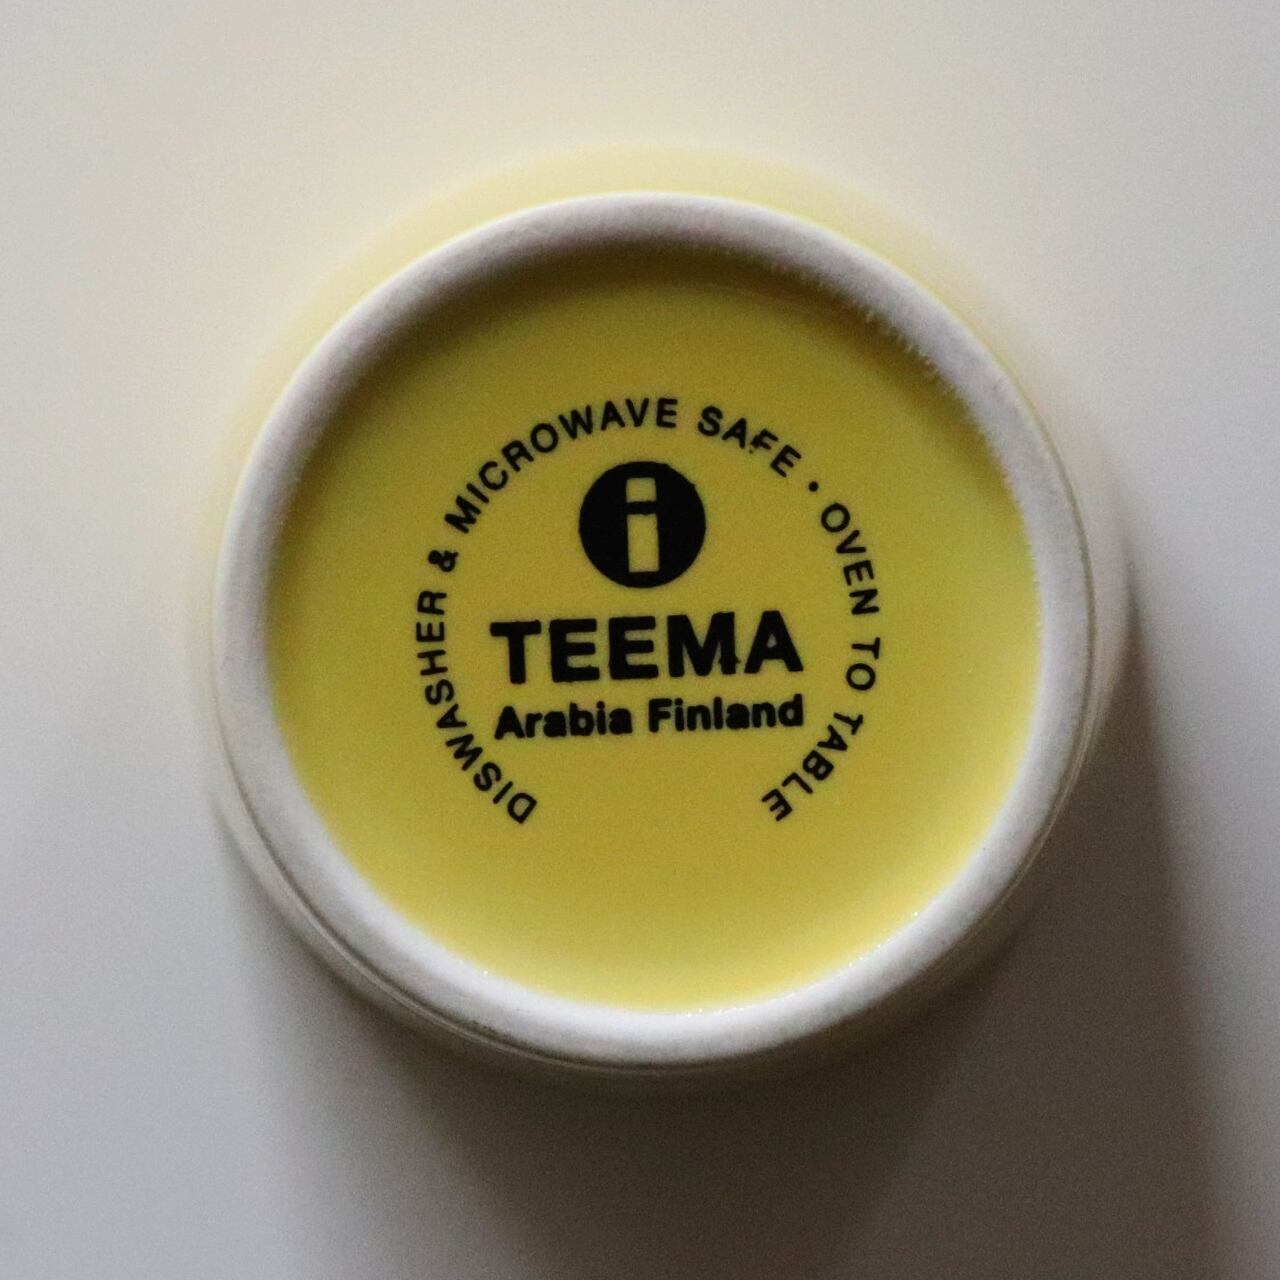 DISWASHER & MICROWAVE SAFE · OVEN TO TABLE
i
TEEMA
Arabia Finland